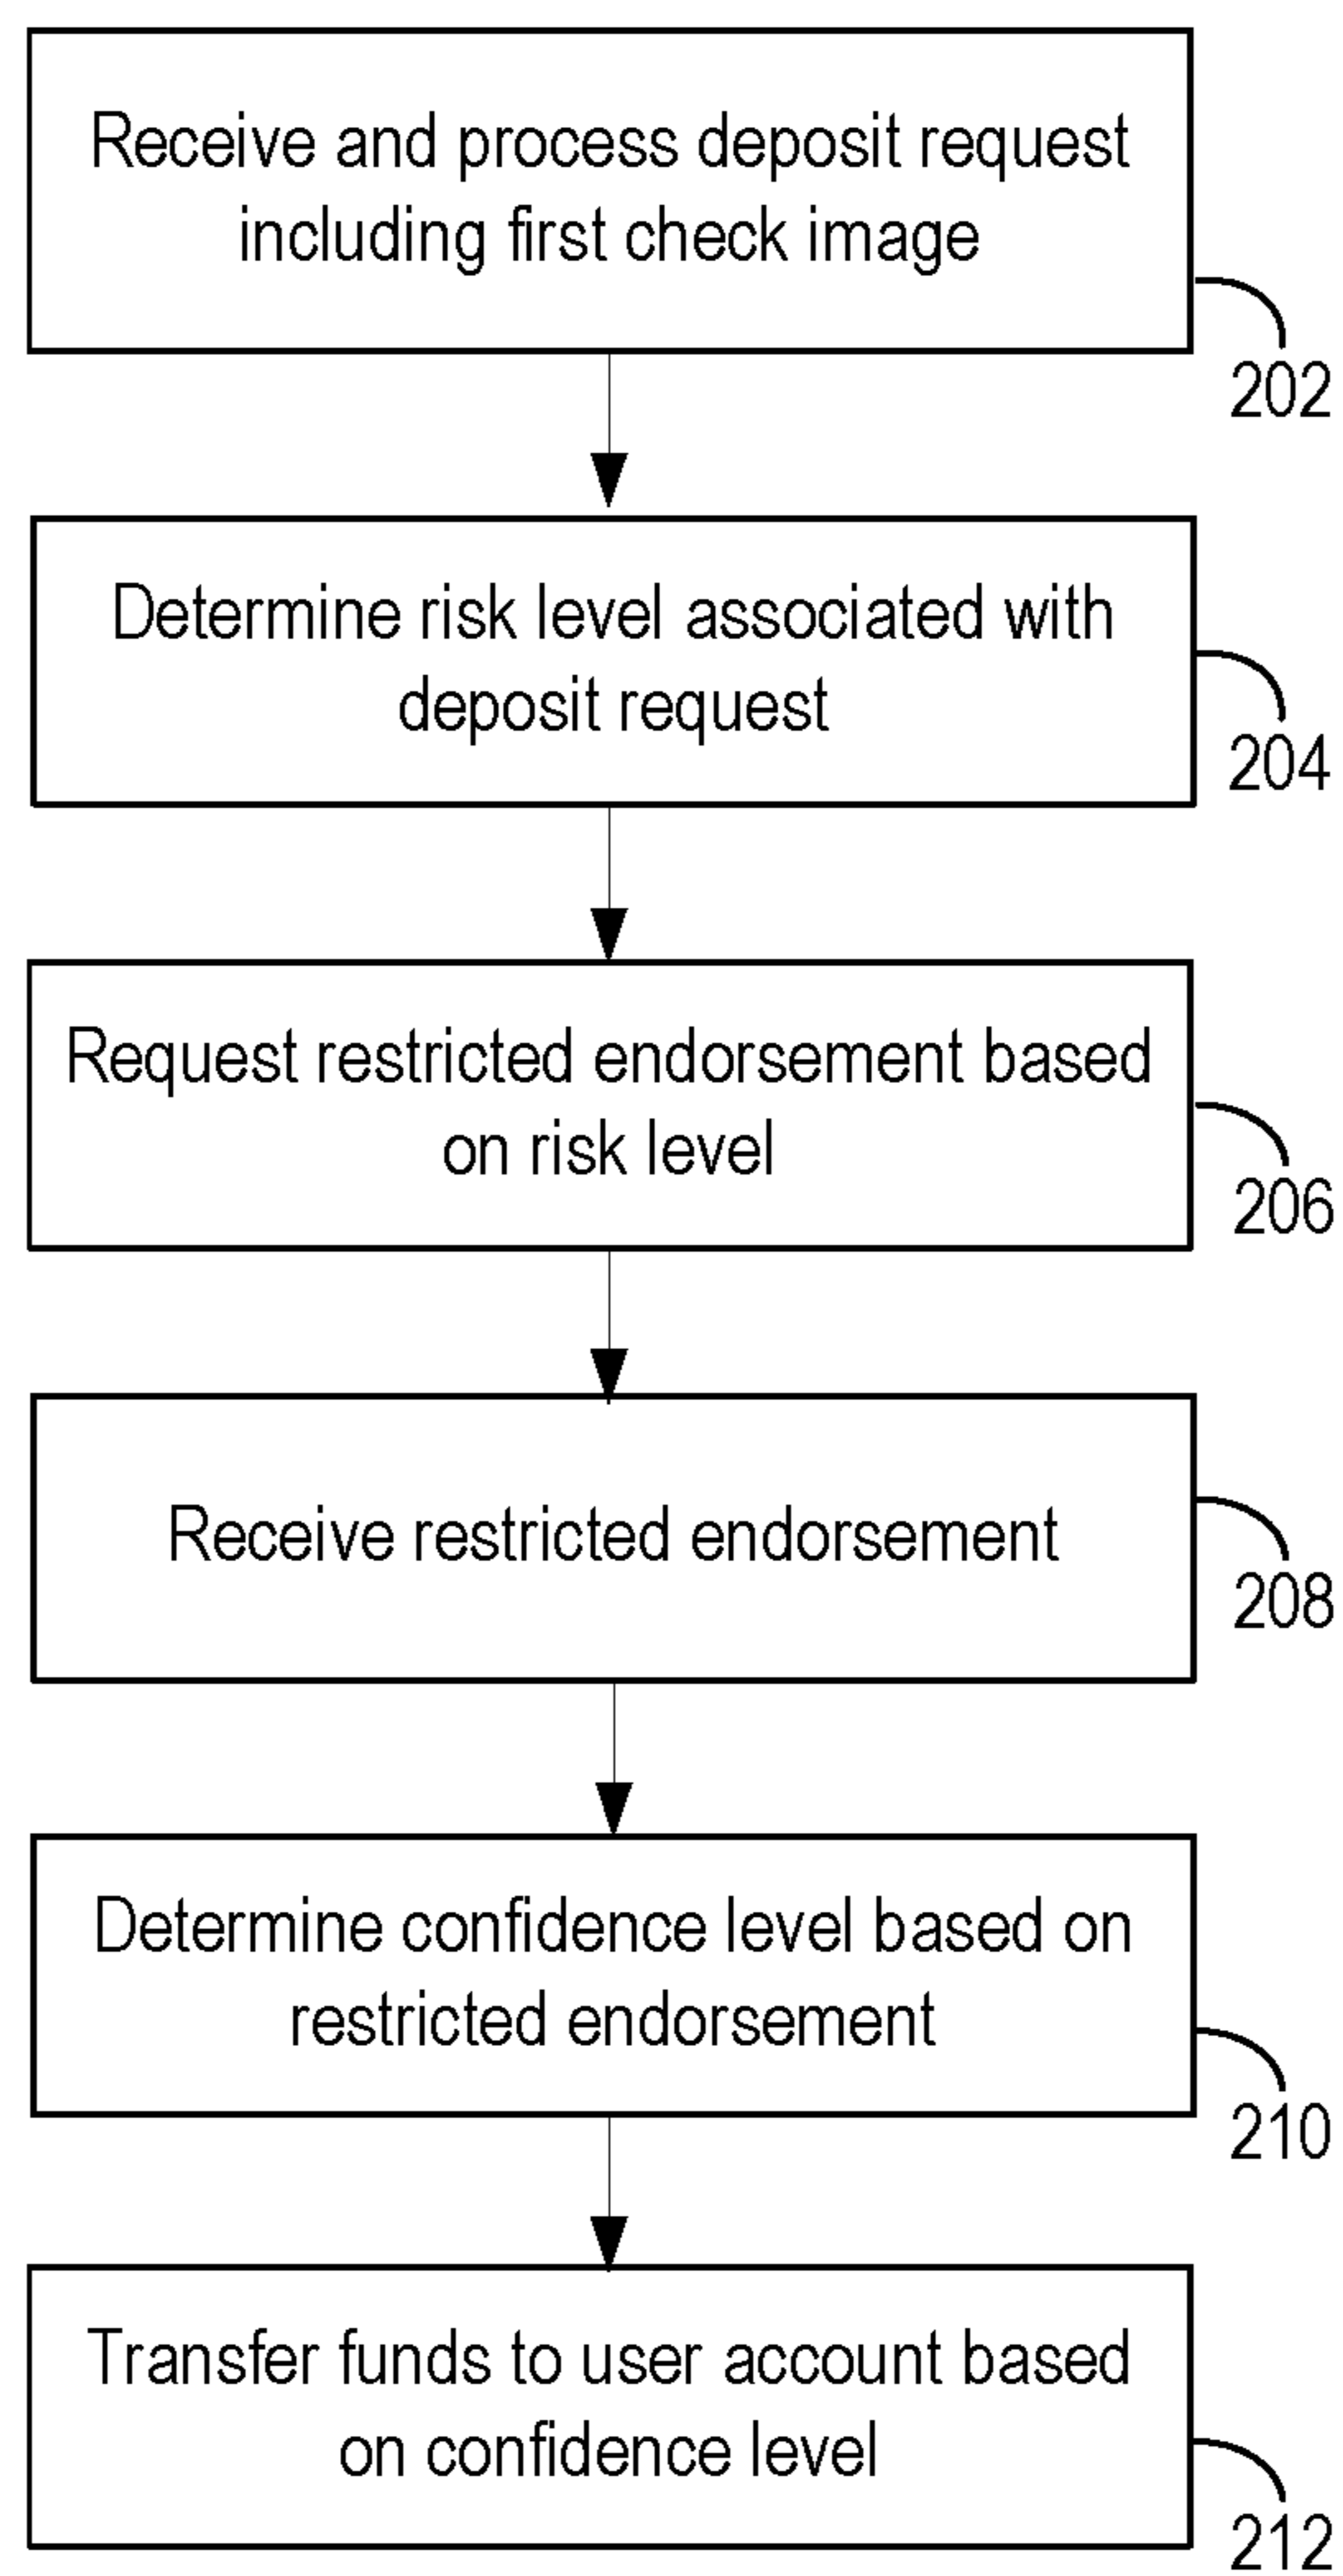 Receive and process deposit request
including first check image
202
Determine risk level associated with
deposit request
204
Request restricted endorsement based
on risk level
206
Receive restricted endorsement
208
Determine confidence level based on
restricted endorsement
210
Transfer funds to user account based
on confidence level
212